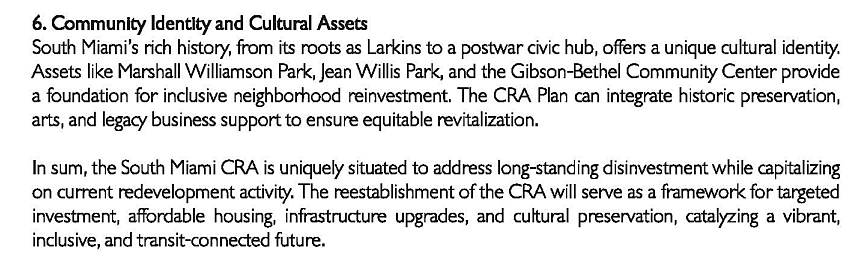 6. Community Identity and Cultural Assets
South Miami's rich history, from its roots as Larkins to a postwar civic hub, offers a unique cultural identity.
Assets like Marshall Williamson Park, Jean Willis Park, and the Gibson-Bethel Community Center provide
a foundation for inclusive neighborhood reinvestment. The CRA Plan can integrate historic preservation,
arts, and legacy business support to ensure equitable revitalization.
In sum, the South Miami CRA is uniquely situated to address long-standing disinvestment while capitalizing
on current redevelopment activity. The reestablishment of the CRA will serve as a framework for targeted
investment, affordable housing, infrastructure upgrades, and cultural preservation, catalyzing a vibrant,
inclusive, and transit-connected future.